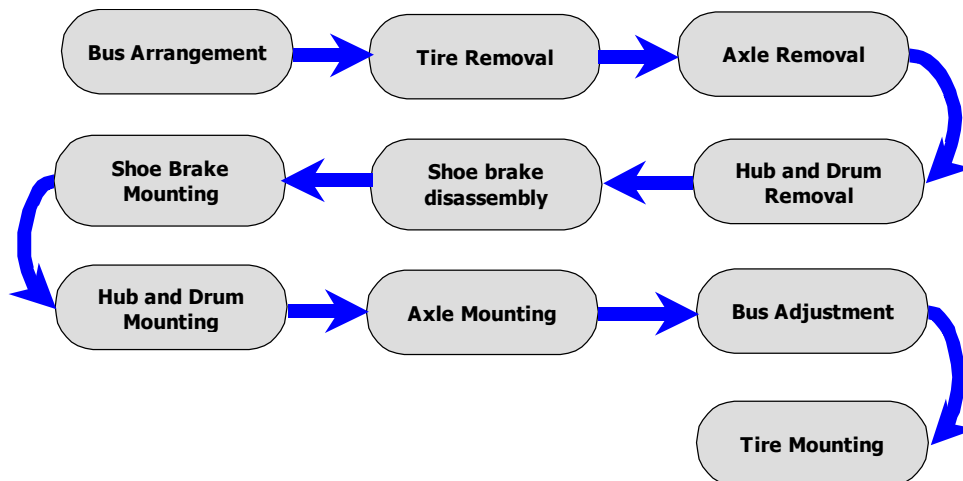 Bus Arrangement
Tire Removal
Axle Removal
Hub and Drum
Removal
Shoe brake
disassembly
Shoe Brake
Mounting
Hub and Drum
Mounting
Axle Mounting
Bus Adjustment
Tire Mounting